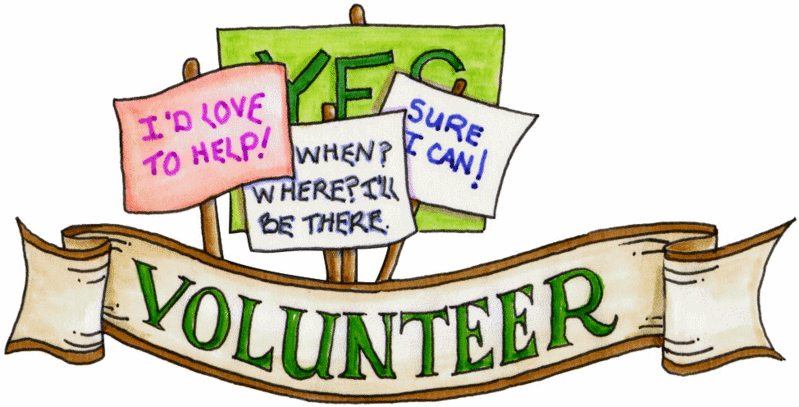 YES
I'D LOVE
TO HELP!
SURE
I CAN!
WHEN?
WHERE? I'll
BE THERE.
VOLUNTEER